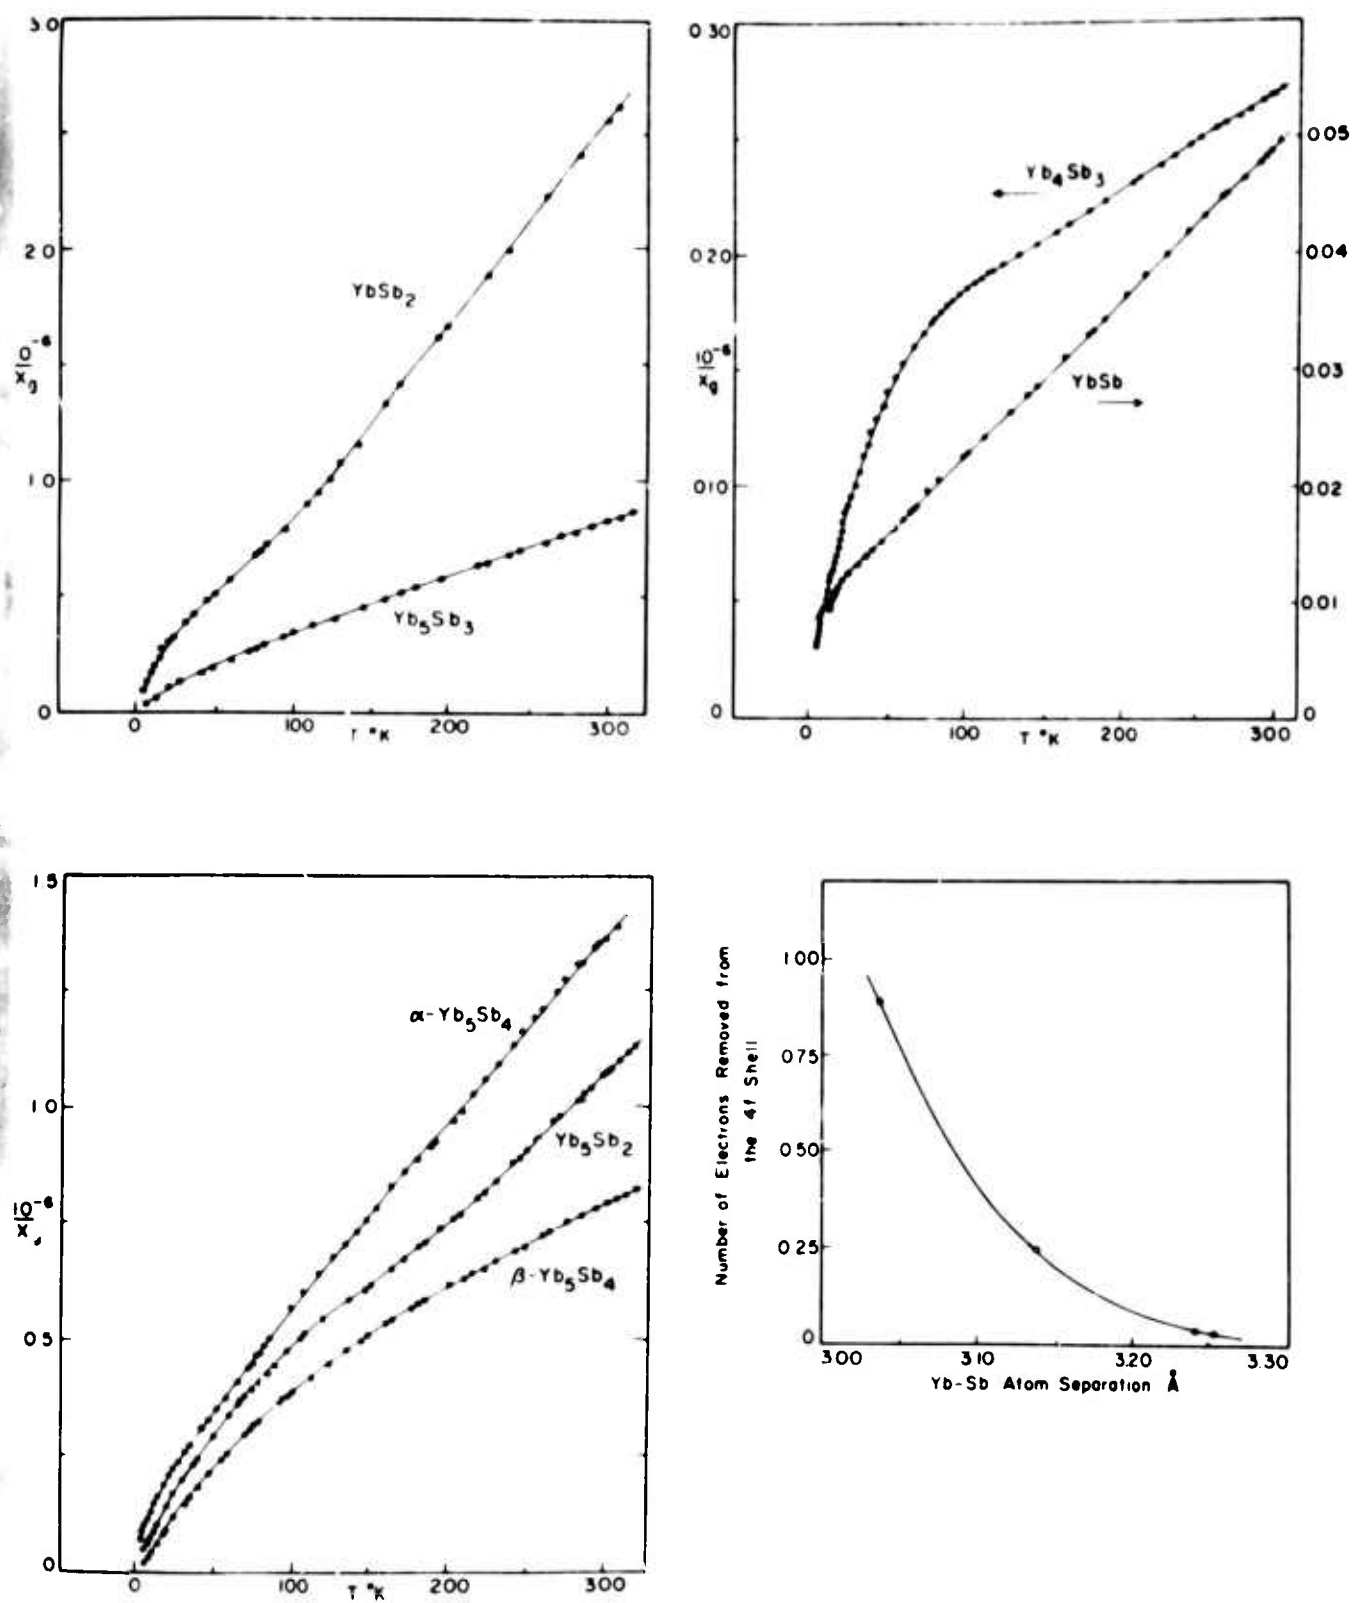 3.0
2.0
1.0
0
10⁻⁶
χg
YbSb₂
Yb₅Sb₃
0 100 200 300
T °K
0.30
0.20
0.10
0
10⁻⁶
χg
Yb₄Sb₃
YbSb
0.05
0.04
0.03
0.02
0.01
0
0 100 200 300
T °K
1.5
1.0
0.5
0
10⁻⁶
α-Yb₅Sb₄
Yb₅Sb₂
β-Yb₅Sb₄
0 100 200 300
T °K
Number of Electrons Removed from
the 4f Shell
1.00
0.75
0.50
0.25
0
3.00 3.10 3.20 3.30
Yb-Sb Atom Separation Å